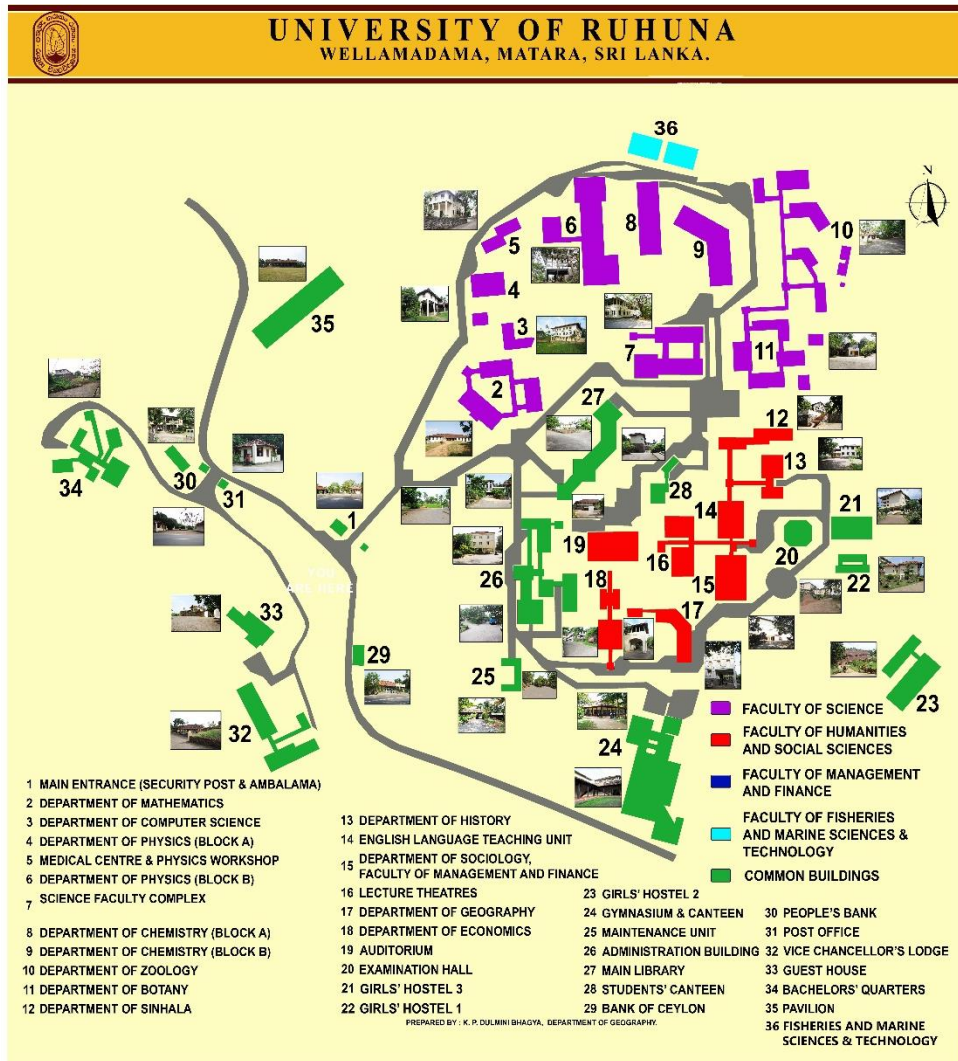 UNIVERSITY OF RUHUNA
WELLAMADAMA, MATARA, SRI LANKA.
36
N
5
6
8
9
10
4
35
3
7
11
2
27
12
13
34
30
31
1
28
14
21
19
16
20
YOU
ARE HERE
26
18
15
22
33
17
29
25
23
32
24
FACULTY OF SCIENCE
FACULTY OF HUMANITIES
AND SOCIAL SCIENCES
FACULTY OF MANAGEMENT
AND FINANCE
FACULTY OF FISHERIES
AND MARINE SCIENCES &
TECHNOLOGY
COMMON BUILDINGS
1 MAIN ENTRANCE (SECURITY POST & AMBALAMA)
2 DEPARTMENT OF MATHEMATICS
3 DEPARTMENT OF COMPUTER SCIENCE
4 DEPARTMENT OF PHYSICS (BLOCK A)
5 MEDICAL CENTRE & PHYSICS WORKSHOP
6 DEPARTMENT OF PHYSICS (BLOCK B)
7 SCIENCE FACULTY COMPLEX
8 DEPARTMENT OF CHEMISTRY (BLOCK A)
9 DEPARTMENT OF CHEMISTRY (BLOCK B)
10 DEPARTMENT OF ZOOLOGY
11 DEPARTMENT OF BOTANY
12 DEPARTMENT OF SINHALA
13 DEPARTMENT OF HISTORY
14 ENGLISH LANGUAGE TEACHING UNIT
15 DEPARTMENT OF SOCIOLOGY,
FACULTY OF MANAGEMENT AND FINANCE
16 LECTURE THEATRES
17 DEPARTMENT OF GEOGRAPHY
18 DEPARTMENT OF ECONOMICS
19 AUDITORIUM
20 EXAMINATION HALL
21 GIRLS' HOSTEL 3
22 GIRLS' HOSTEL 1
23 GIRLS' HOSTEL 2
24 GYMNASIUM & CANTEEN
25 MAINTENANCE UNIT
26 ADMINISTRATION BUILDING
27 MAIN LIBRARY
28 STUDENTS' CANTEEN
29 BANK OF CEYLON
30 PEOPLE'S BANK
31 POST OFFICE
32 VICE CHANCELLOR'S LODGE
33 GUEST HOUSE
34 BACHELORS' QUARTERS
35 PAVILION
36 FISHERIES AND MARINE
SCIENCES & TECHNOLOGY
PREPARED BY : K. P. DULMINI BHAGYA, DEPARTMENT OF GEOGRAPHY.